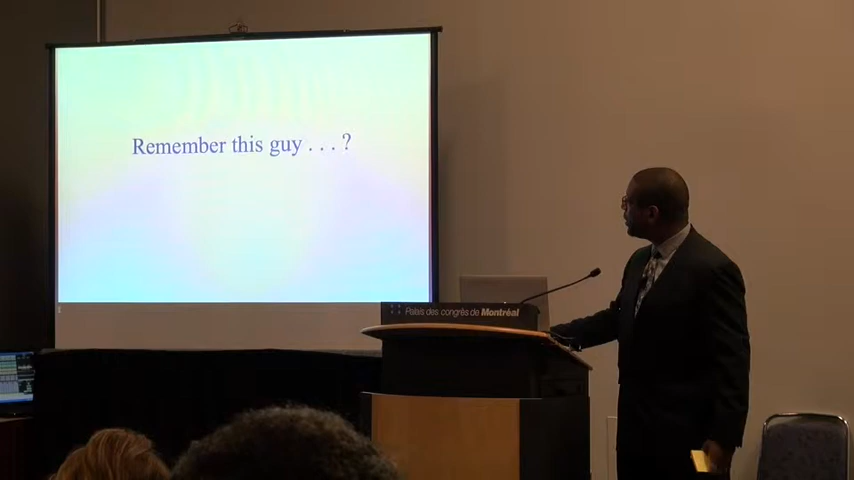 Remember this guy . . . ?
Palais des congrès de Montréal